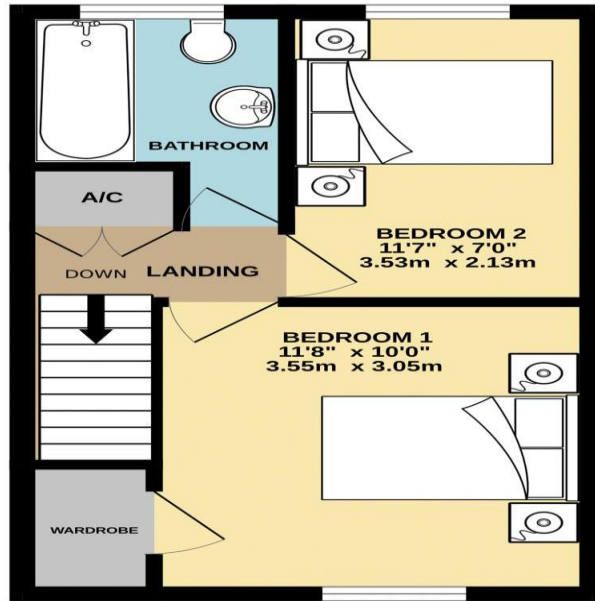 BATHROOM
A/C
BEDROOM 2
11'7" x 7'0"
3.53m x 2.13m
DOWN
LANDING
BEDROOM 1
11'8" x 10'0"
3.55m x 3.05m
WARDROBE